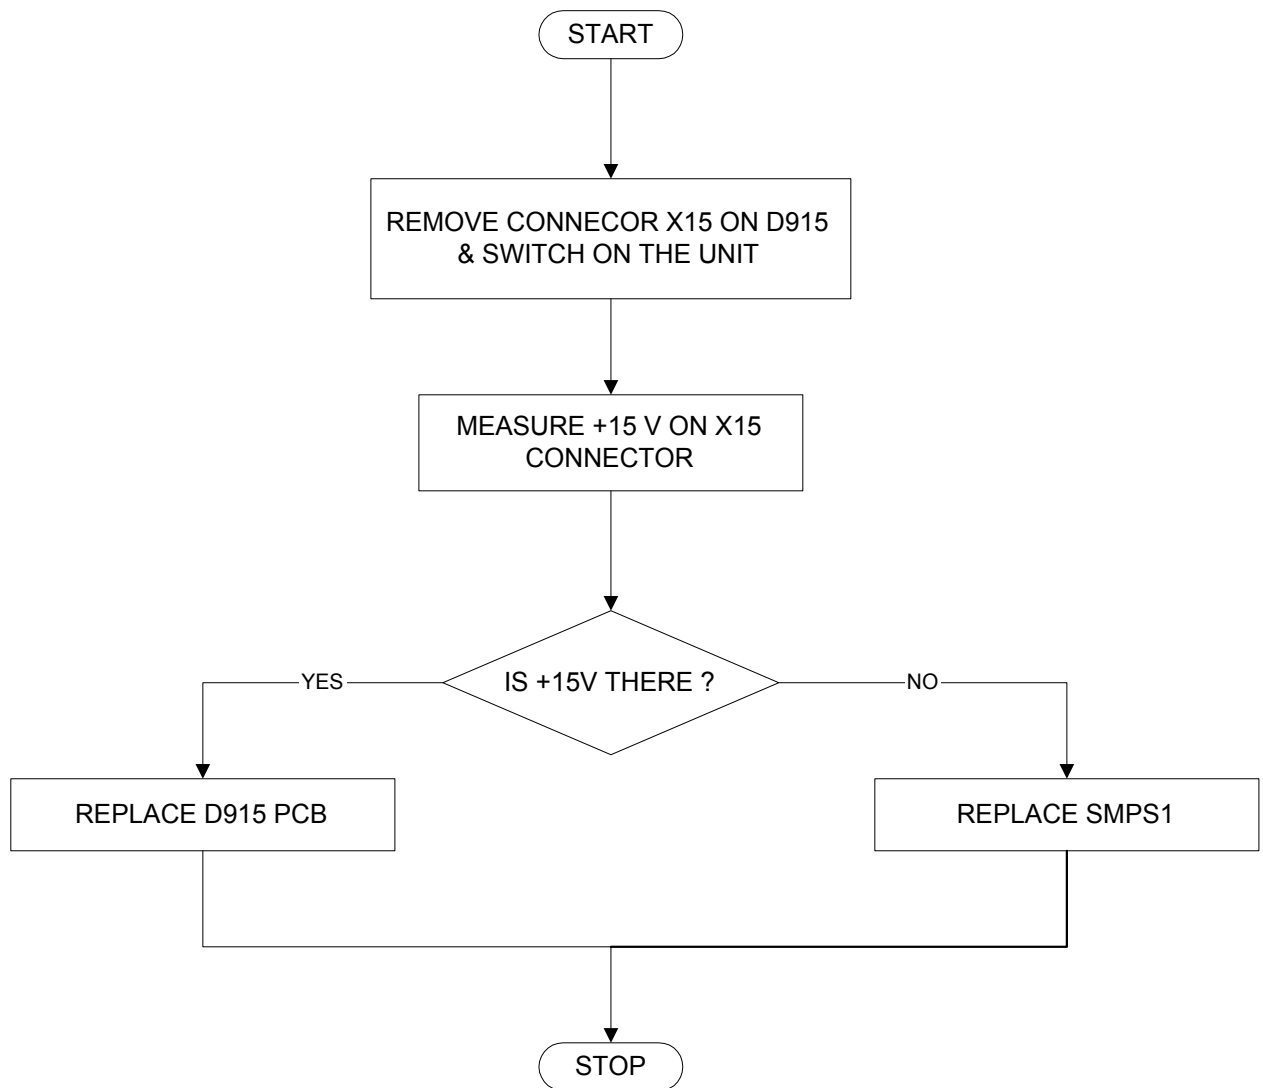 START
REMOVE CONNECOR X15 ON D915
& SWITCH ON THE UNIT
MEASURE +15 V ON X15
CONNECTOR
IS +15V THERE ?
YES
NO
REPLACE D915 PCB
REPLACE SMPS1
STOP